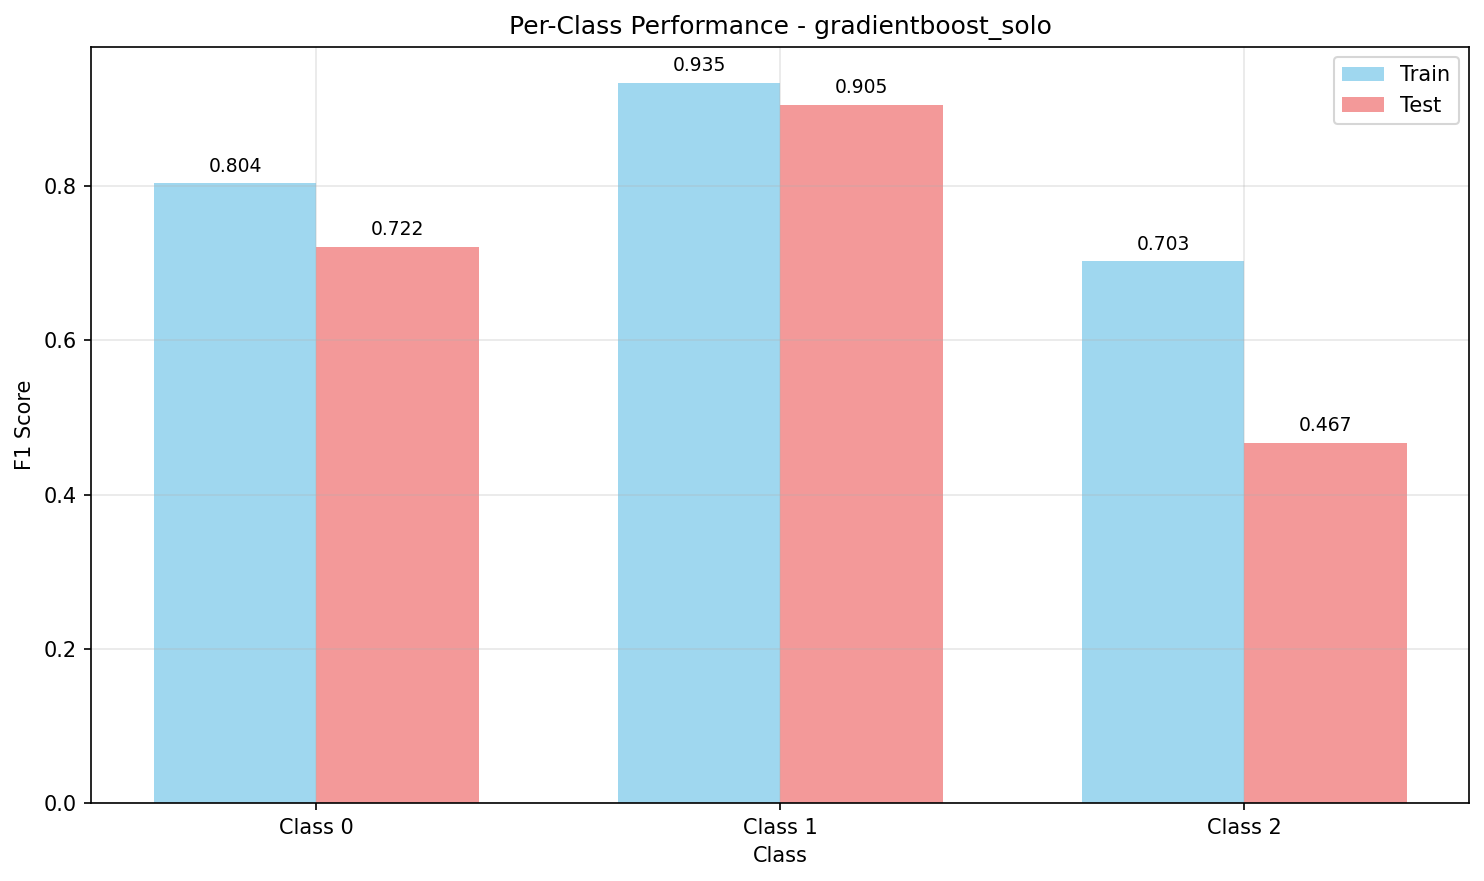 Per-Class Performance - gradientboost_solo
Train
Test
0.935
0.905
0.804
0.722
0.703
0.467
F1 Score
0.8
0.6
0.4
0.2
0.0
Class 0
Class 1
Class 2
Class